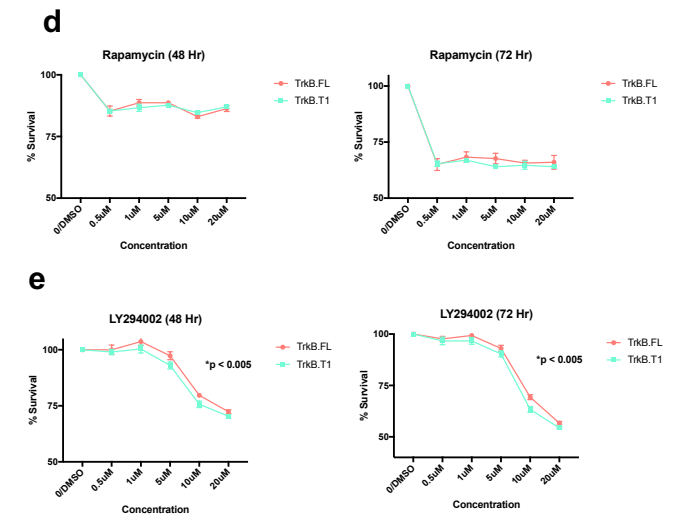 d
Rapamycin (48 Hr)
100
75
50
% Survival
0/DMSO
0.5uM
1uM
5uM
10uM
20uM
Concentration
TrkB.FL
TrkB.T1
Rapamycin (72 Hr)
100
75
50
% Survival
0/DMSO
0.5uM
1uM
5uM
10uM
20uM
Concentration
TrkB.FL
TrkB.T1
e
LY294002 (48 Hr)
100
75
50
% Survival
0/DMSO
0.5uM
1uM
5uM
10uM
20uM
Concentration
*p < 0.005
TrkB.FL
TrkB.T1
LY294002 (72 Hr)
100
75
50
% Survival
0/DMSO
0.5uM
1uM
5uM
10uM
20uM
Concentration
*p < 0.005
TrkB.FL
TrkB.T1